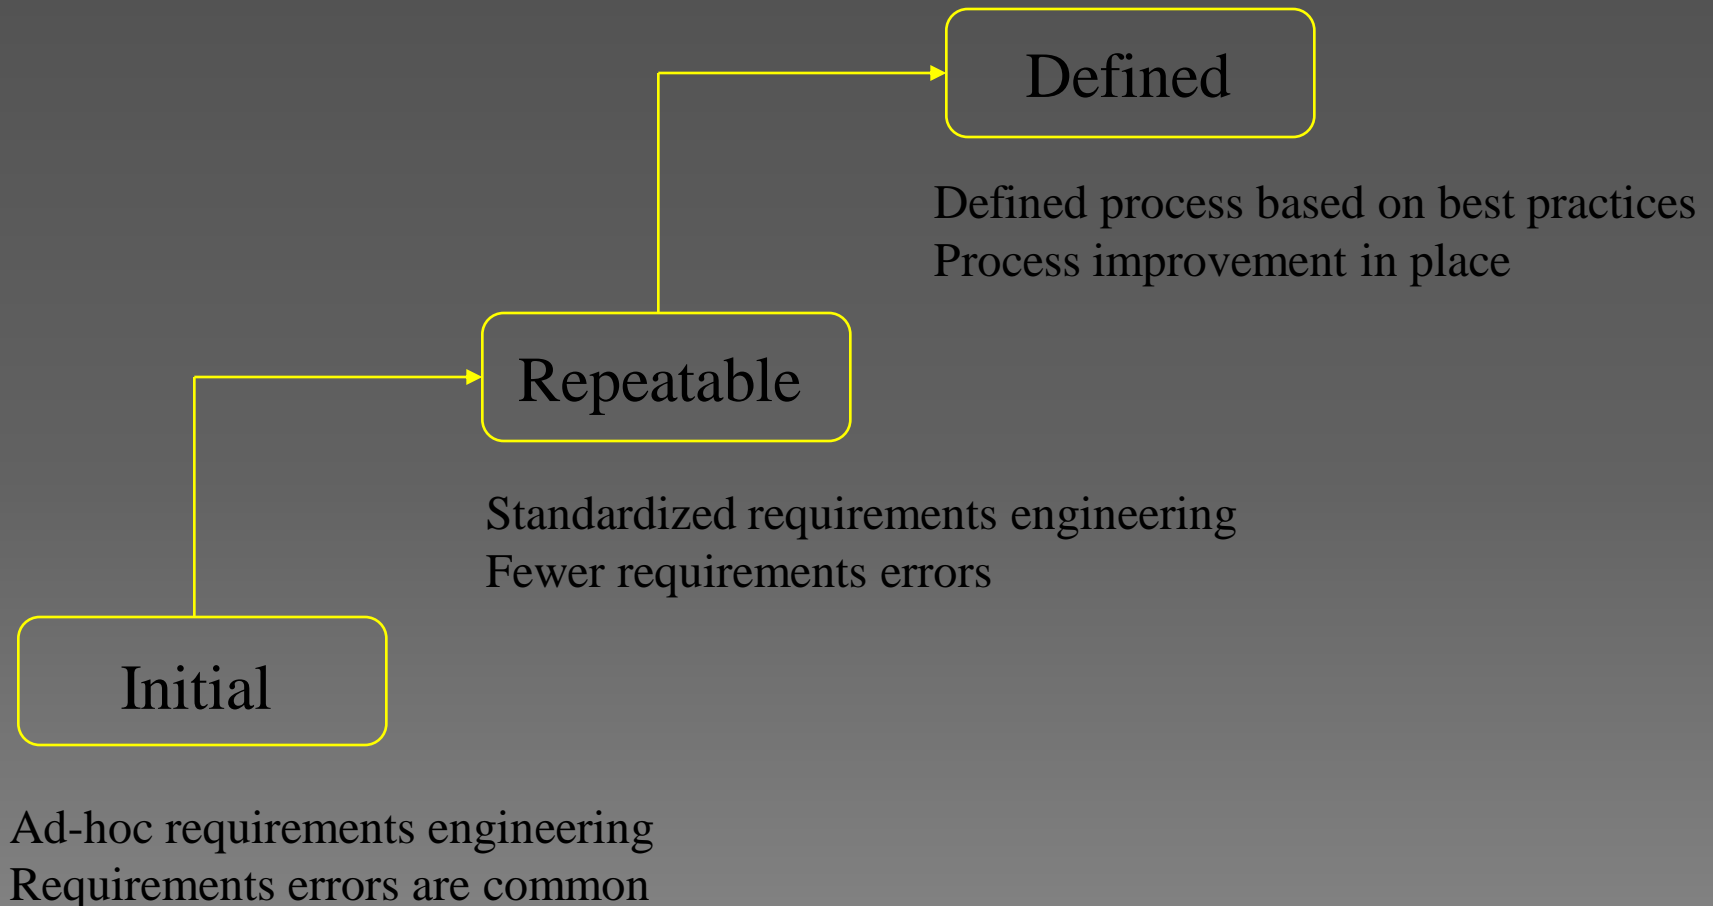 Defined
Defined process based on best practices
Process improvement in place
Repeatable
Standardized requirements engineering
Fewer requirements errors
Initial
Ad-hoc requirements engineering
Requirements errors are common